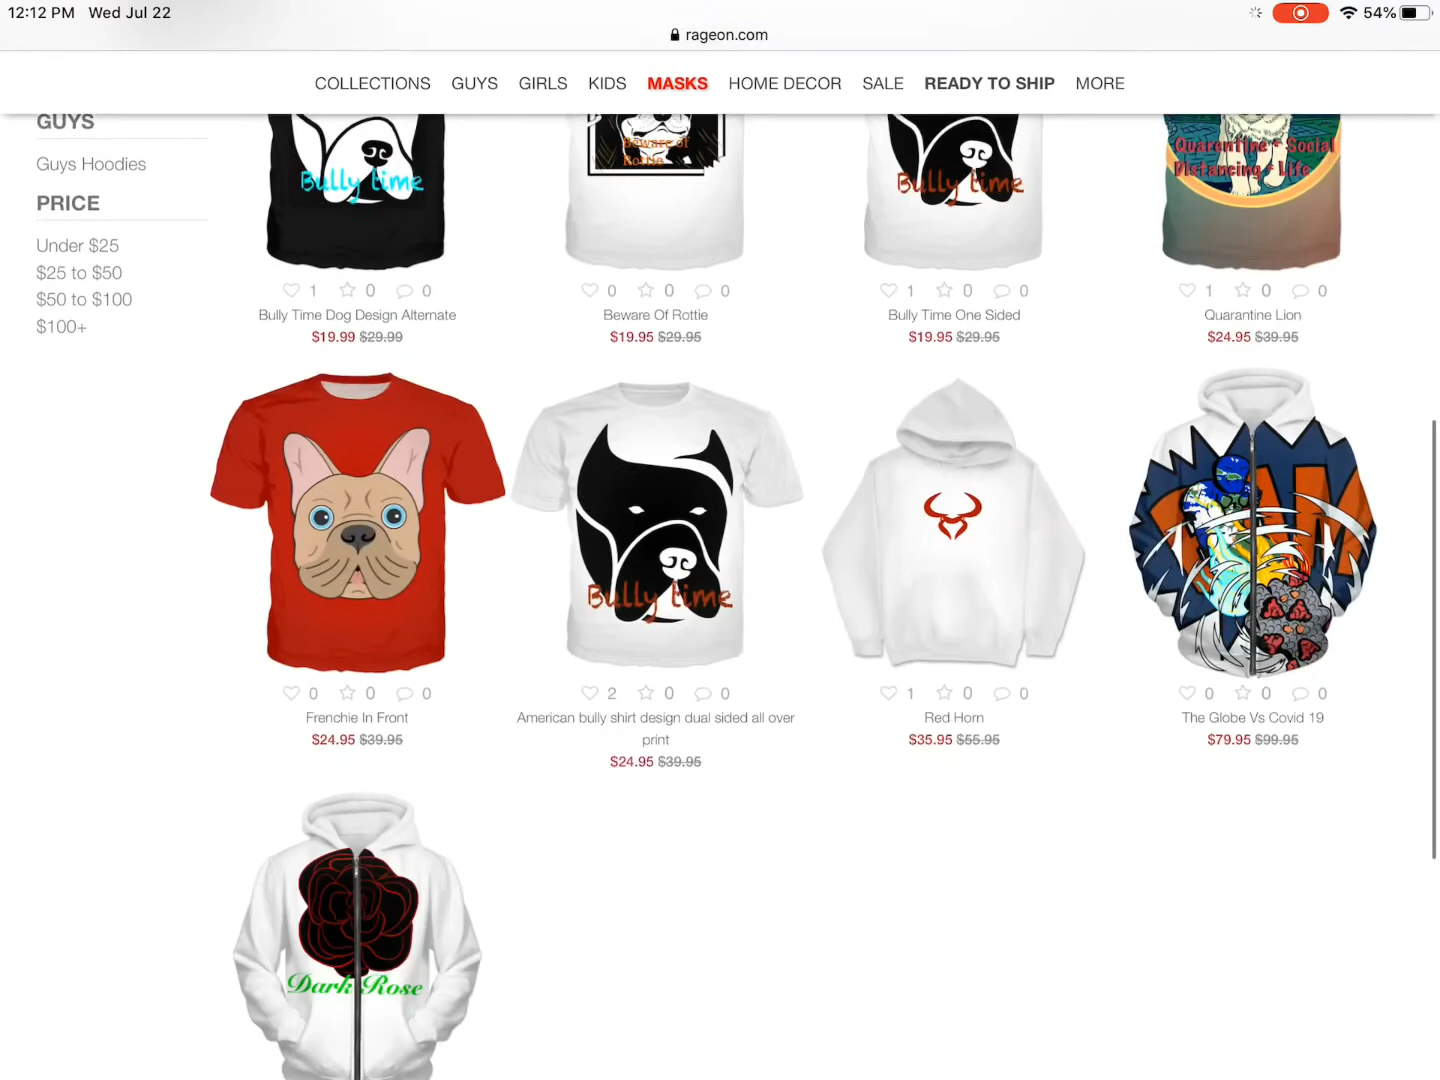 12:12 PM Wed Jul 22
54%
rageon.com
COLLECTIONS GUYS GIRLS KIDS MASKS HOME DECOR SALE READY TO SHIP MORE
GUYS
Guys Hoodies
PRICE
Under $25
$25 to $50
$50 to $100
$100+
Bully time
Beware of
Rottie
Bully time
Quarantine + Social
Distancing + Life
1 0 0
0 0 0
1 0 0
1 0 0
Bully Time Dog Design Alternate
$19.99 $29.99
Beware Of Rottie
$19.95 $29.95
Bully Time One Sided
$19.95 $29.95
Quarantine Lion
$24.95 $39.95
Bully time
0 0 0
2 0 0
1 0 0
0 0 0
Frenchie In Front
$24.95 $39.95
American bully shirt design dual sided all over
print
$24.95 $39.95
Red Horn
$35.95 $55.95
The Globe Vs Covid 19
$79.95 $99.95
Dark Rose